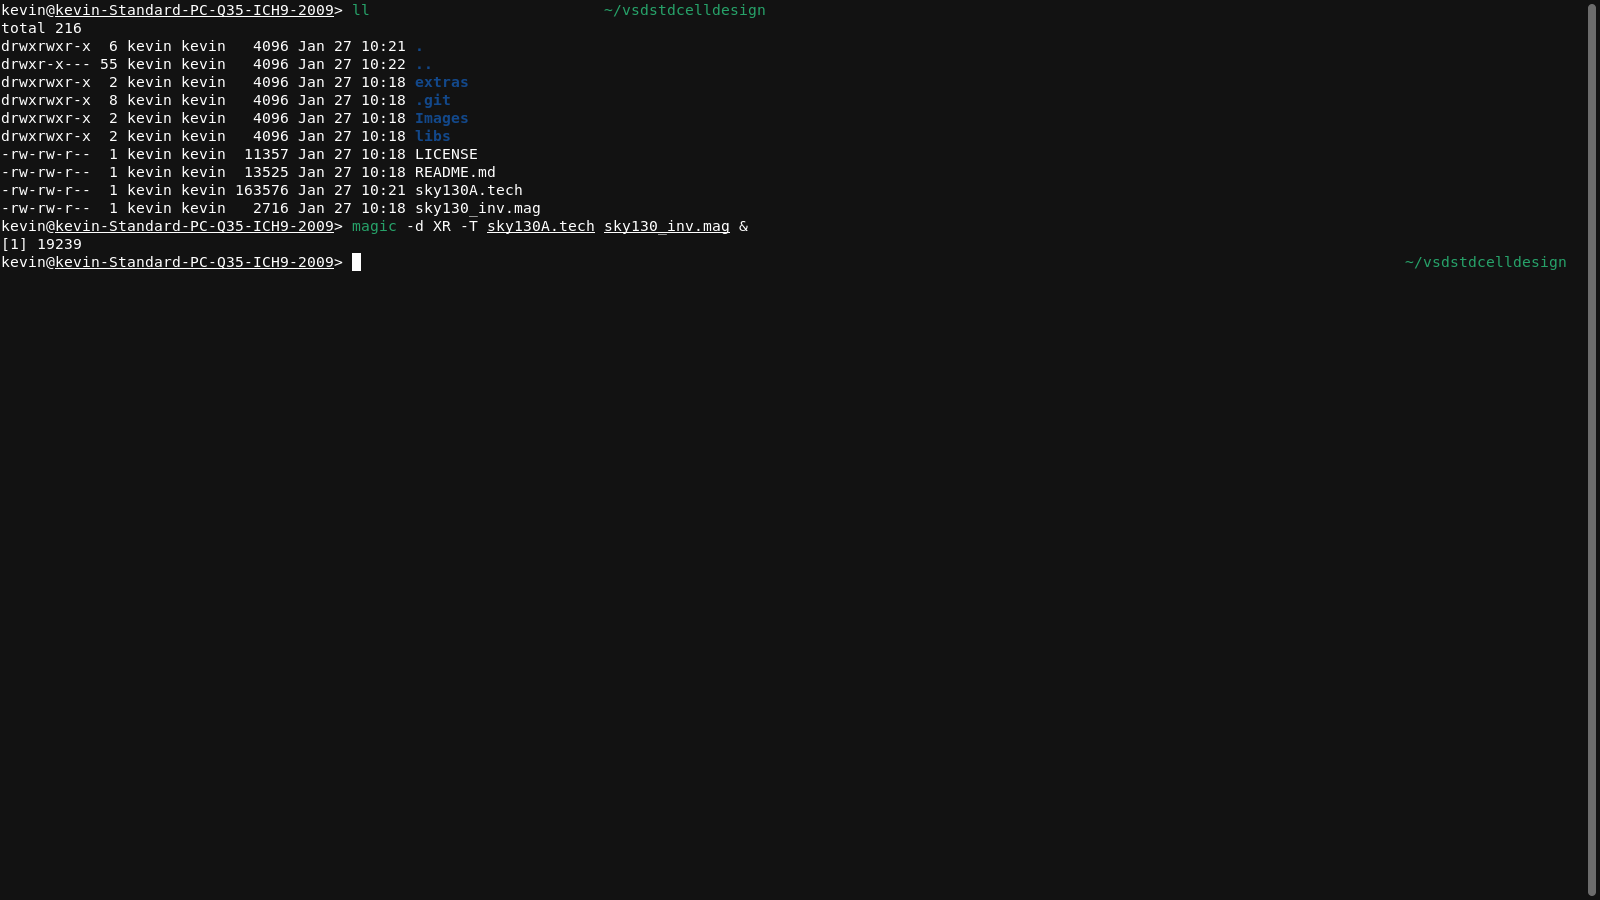 kevin@kevin-Standard-PC-Q35-ICH9-2009> ll                          ~/vsdstdcelldesign
total 216
drwxrwxr-x  6 kevin kevin   4096 Jan 27 10:21 .
drwxr-x--- 55 kevin kevin   4096 Jan 27 10:22 ..
drwxrwxr-x  2 kevin kevin   4096 Jan 27 10:18 extras
drwxrwxr-x  8 kevin kevin   4096 Jan 27 10:18 .git
drwxrwxr-x  2 kevin kevin   4096 Jan 27 10:18 Images
drwxrwxr-x  2 kevin kevin   4096 Jan 27 10:18 libs
-rw-rw-r--  1 kevin kevin  11357 Jan 27 10:18 LICENSE
-rw-rw-r--  1 kevin kevin  13525 Jan 27 10:18 README.md
-rw-rw-r--  1 kevin kevin 163576 Jan 27 10:21 sky130A.tech
-rw-rw-r--  1 kevin kevin   2716 Jan 27 10:18 sky130_inv.mag
kevin@kevin-Standard-PC-Q35-ICH9-2009> magic -d XR -T sky130A.tech sky130_inv.mag &
[1] 19239
kevin@kevin-Standard-PC-Q35-ICH9-2009> ~/vsdstdcelldesign